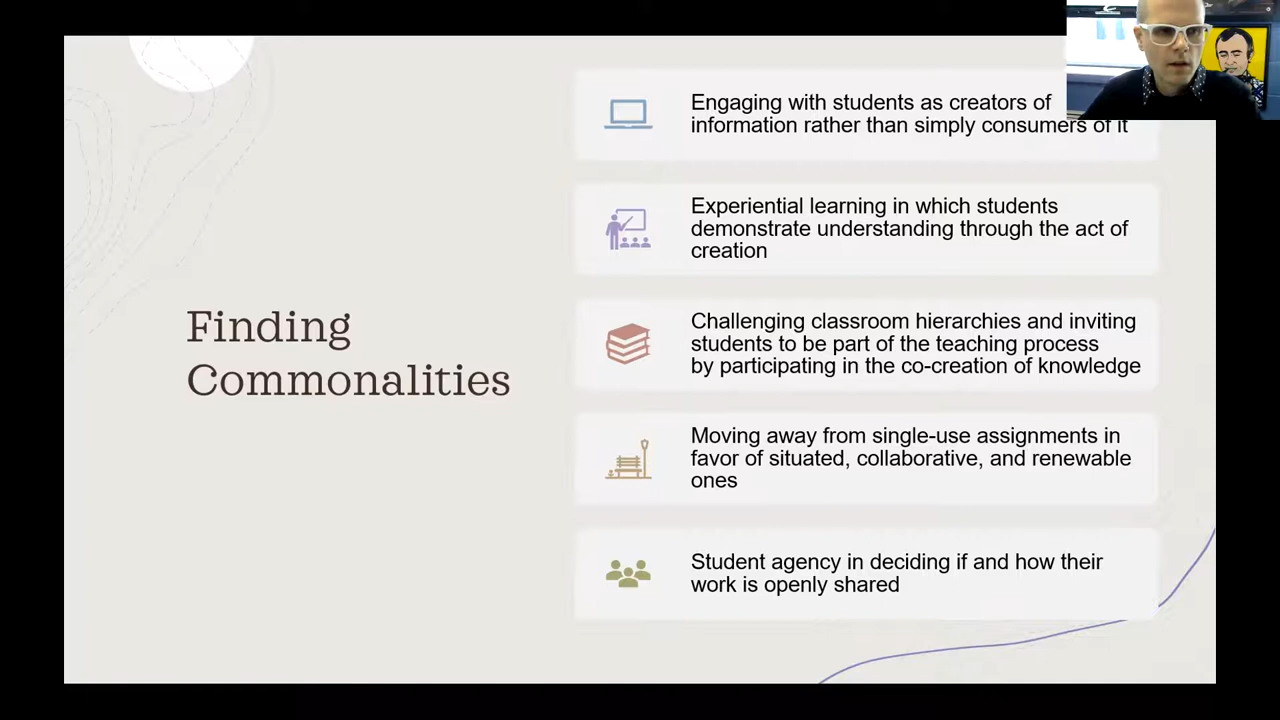 Finding
Commonalities
Engaging with students as creators of
information rather than simply consumers of it
Experiential learning in which students
demonstrate understanding through the act of
creation
Challenging classroom hierarchies and inviting
students to be part of the teaching process
by participating in the co-creation of knowledge
Moving away from single-use assignments in
favor of situated, collaborative, and renewable
ones
Student agency in deciding if and how their
work is openly shared